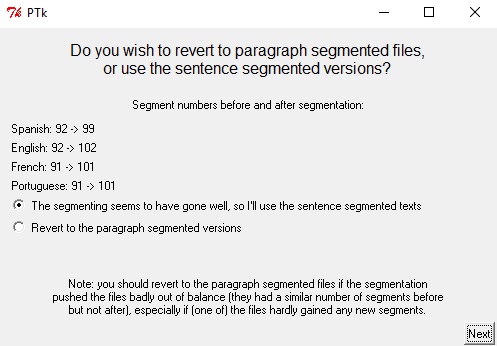 PTk
Do you wish to revert to paragraph segmented files,
or use the sentence segmented versions?
Segment numbers before and after segmentation:
Spanish: 92 -> 99
English: 92 -> 102
French: 91 -> 101
Portuguese: 91 -> 101
The segmenting seems to have gone well, so I'll use the sentence segmented texts
Revert to the paragraph segmented versions
Note: you should revert to the paragraph segmented files if the segmentation
pushed the files badly out of balance (they had a similar number of segments before
but not after), especially if (one of) the files hardly gained any new segments.
Next